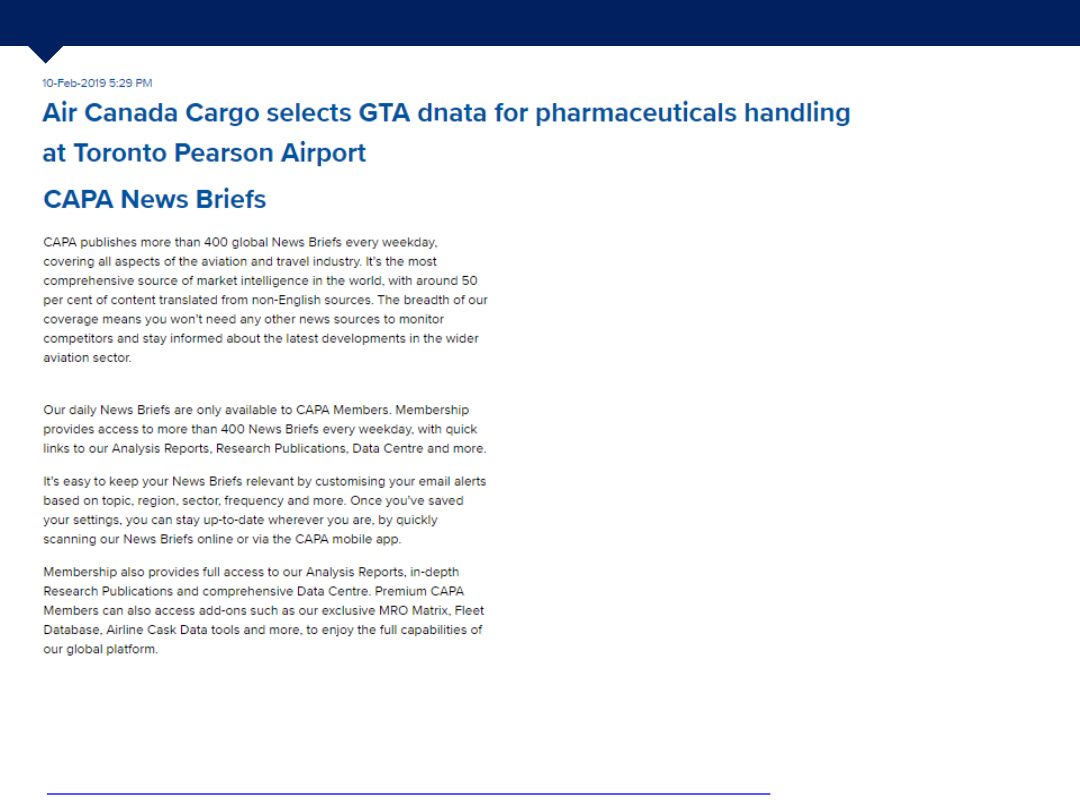 10-Feb-2019 5:29 PM
Air Canada Cargo selects GTA dnata for pharmaceuticals handling
at Toronto Pearson Airport
CAPA News Briefs
CAPA publishes more than 400 global News Briefs every weekday,
covering all aspects of the aviation and travel industry. It's the most
comprehensive source of market intelligence in the world, with around 50
per cent of content translated from non-English sources. The breadth of our
coverage means you won't need any other news sources to monitor
competitors and stay informed about the latest developments in the wider
aviation sector.
Our daily News Briefs are only available to CAPA Members. Membership
provides access to more than 400 News Briefs every weekday, with quick
links to our Analysis Reports, Research Publications, Data Centre and more.
It's easy to keep your News Briefs relevant by customising your email alerts
based on topic, region, sector, frequency and more. Once you've saved
your settings, you can stay up-to-date wherever you are, by quickly
scanning our News Briefs online or via the CAPA mobile app.
Membership also provides full access to our Analysis Reports, in-depth
Research Publications and comprehensive Data Centre. Premium CAPA
Members can also access add-ons such as our exclusive MRO Matrix, Fleet
Database, Airline Cask Data tools and more, to enjoy the full capabilities of
our global platform.